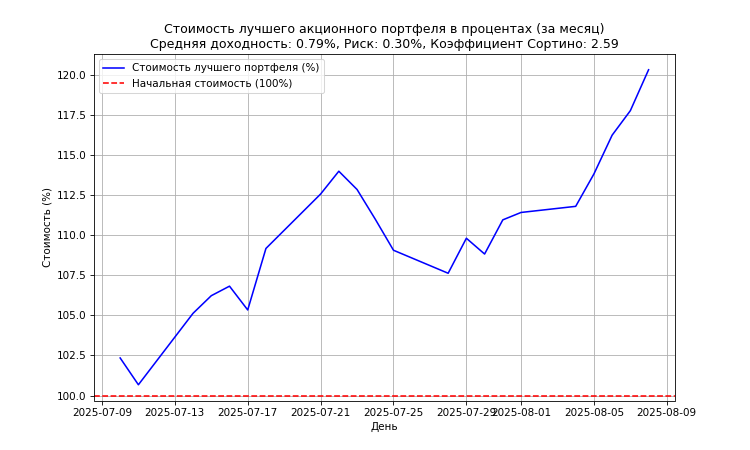 Стоимость лучшего акционного портфеля в процентах (за месяц)
Средняя доходность: 0.79%, Риск: 0.30%, Коэффициент Сортино: 2.59
Стоимость лучшего портфеля (%)
Начальная стоимость (100%)
Стоимость (%)
120.0
117.5
115.0
112.5
110.0
107.5
105.0
102.5
100.0
2025-07-09 2025-07-13 2025-07-17 2025-07-21 2025-07-25 2025-07-29 2025-08-01 2025-08-05 2025-08-09
День